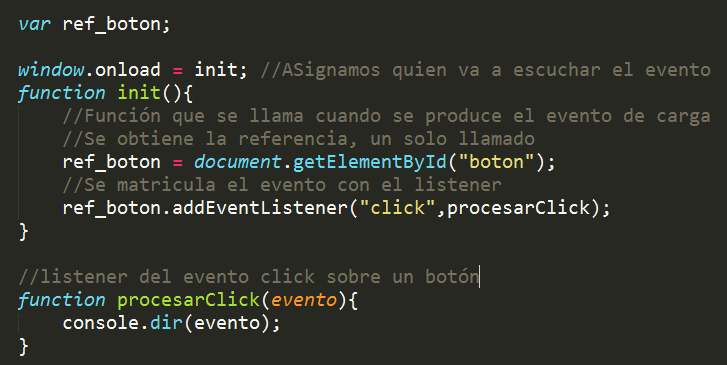 var ref_boton;
window.onload = init; //ASignamos quien va a escuchar el evento
function init(){
//Función que se llama cuando se produce el evento de carga
//Se obtiene la referencia, un solo llamado
ref_boton = document.getElementById("boton");
//Se matricula el evento con el listener
ref_boton.addEventListener("click",procesarClick);
}
//listener del evento click sobre un botón
function procesarClick(evento){
console.dir(evento);
}